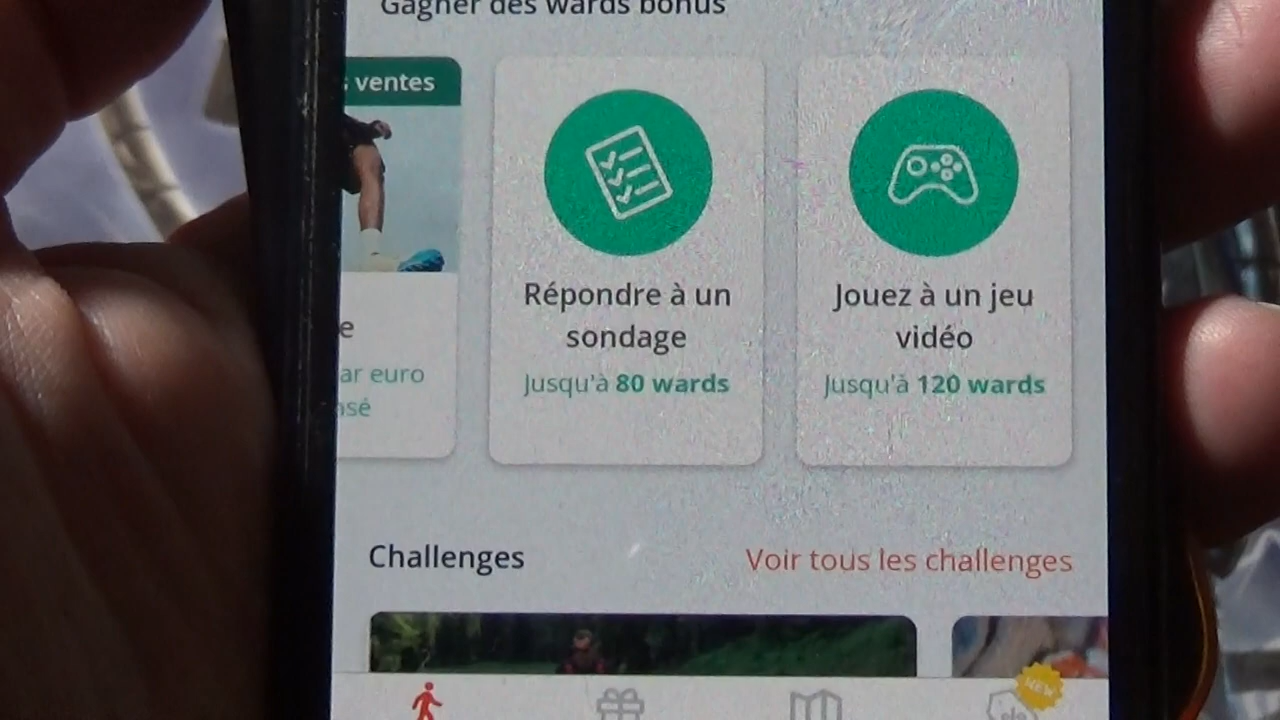 Gagner des wards bonus
ventes
Répondre à un
sondage
Jusqu'à 80 wards
Jouez à un jeu
vidéo
Jusqu'à 120 wards
e
ar euro
nsé
Challenges
Voir tous les challenges
NEW